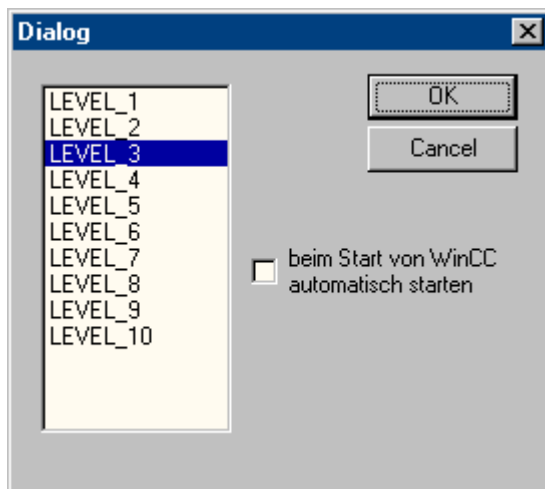 Dialog
LEVEL_1
LEVEL_2
LEVEL_3
LEVEL_4
LEVEL_5
LEVEL_6
LEVEL_7
LEVEL_8
LEVEL_9
LEVEL_10
OK
Cancel
beim Start von WinCC
automatisch starten